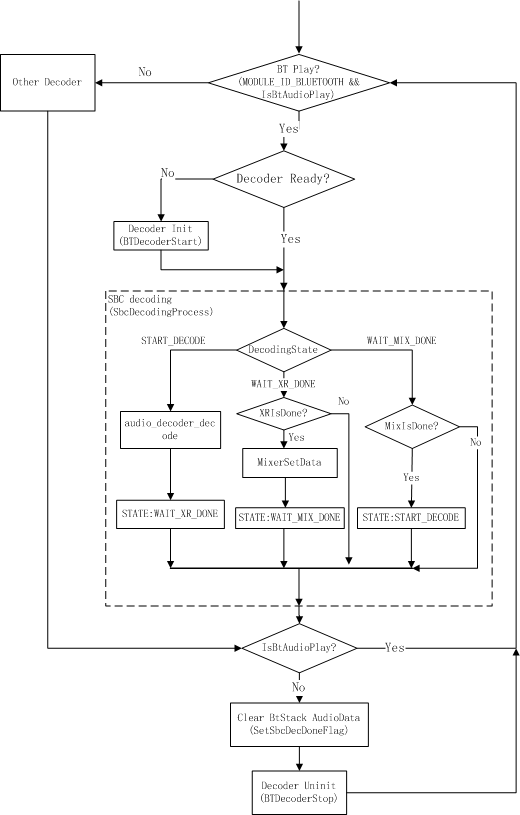 BT Play?
(MODULE_ID_BLUETOOTH &&
IsBtAudioPlay)
No
Other Decoder
Yes
Decoder Ready?
No
Decoder Init
(BTDecoderStart)
Yes
SBC decoding
(SbcDecodingProcess)
DecodingState
START_DECODE
WAIT_MIX_DONE
WAIT_XR_DONE
audio_decoder_dec
ode
XRIsDone?
No
MixIsDone?
No
Yes
MixerSetData
Yes
STATE:WAIT_XR_DONE
STATE:WAIT_MIX_DONE
STATE:START_DECODE
IsBtAudioPlay?
Yes
No
Clear BtStack AudioData
(SetSbcDecDoneFlag)
Decoder Uninit
(BTDecoderStop)